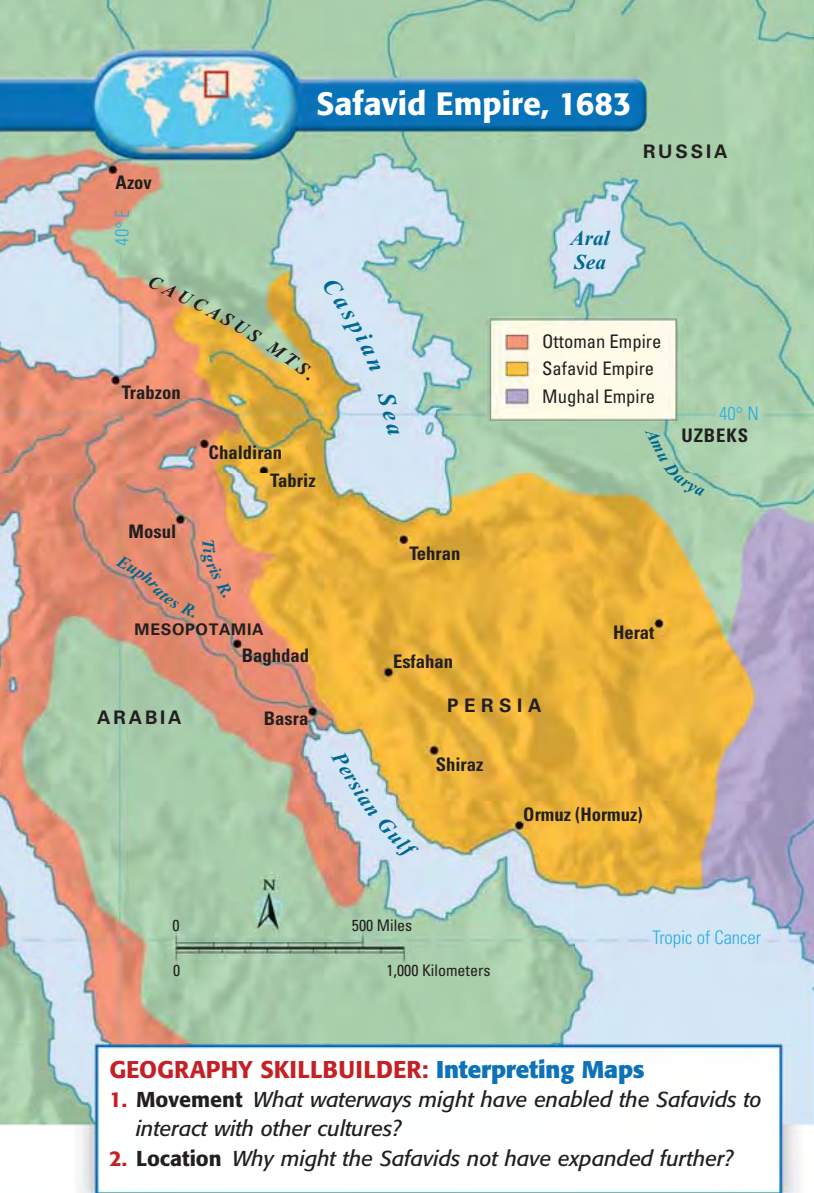 Safavid Empire, 1683
RUSSIA
Azov
40° E
Aral
Sea
CAUCASUS MTS.
Caspian Sea
Ottoman Empire
Safavid Empire
Mughal Empire
Trabzon
40° N
UZBEKS
Amu Darya
Chaldiran
Tabriz
Mosul
Tigris R.
Tehran
Euphrates R.
MESOPOTAMIA
Herat
Baghdad
Esfahan
PERSIA
ARABIA
Basra
Persian Gulf
Shiraz
Ormuz (Hormuz)
N
0
500 Miles
0
1,000 Kilometers
Tropic of Cancer
GEOGRAPHY SKILLBUILDER: Interpreting Maps
1. Movement What waterways might have enabled the Safavids to
interact with other cultures?
2. Location Why might the Safavids not have expanded further?